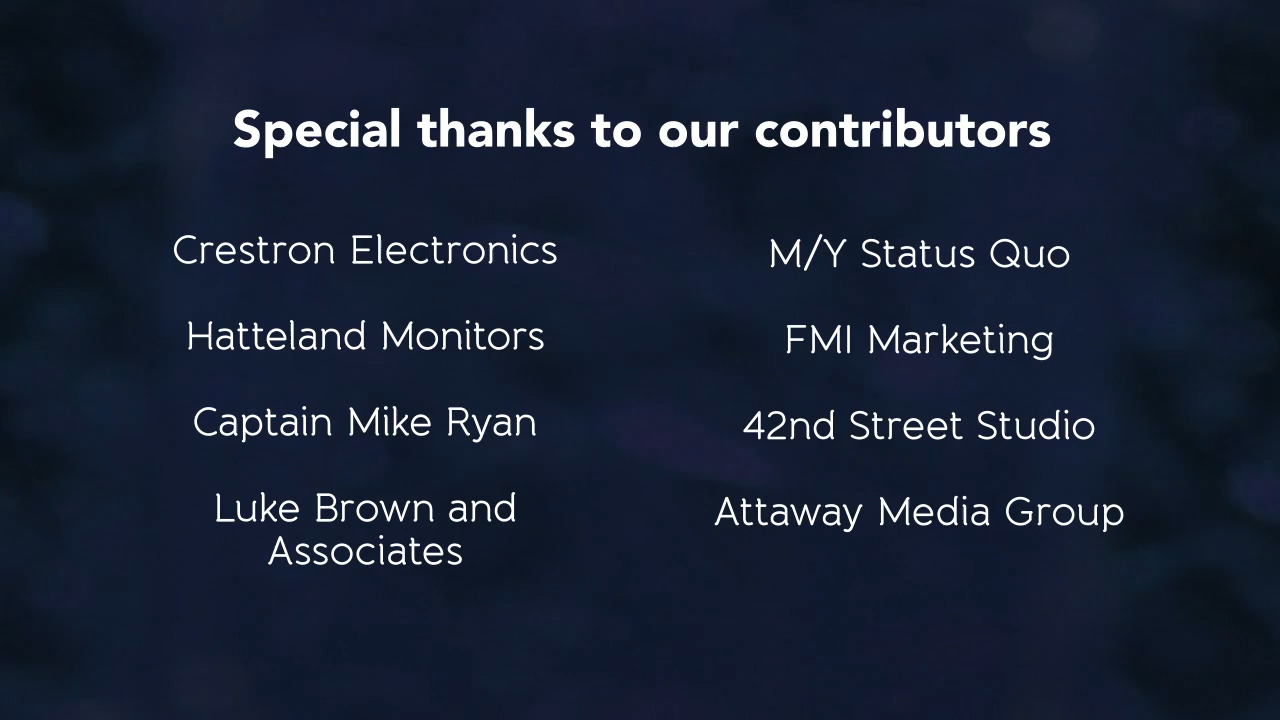 Special thanks to our contributors
Crestron Electronics
Hatteland Monitors
Captain Mike Ryan
Luke Brown and
Associates
M/Y Status Quo
FMI Marketing
42nd Street Studio
Attaway Media Group